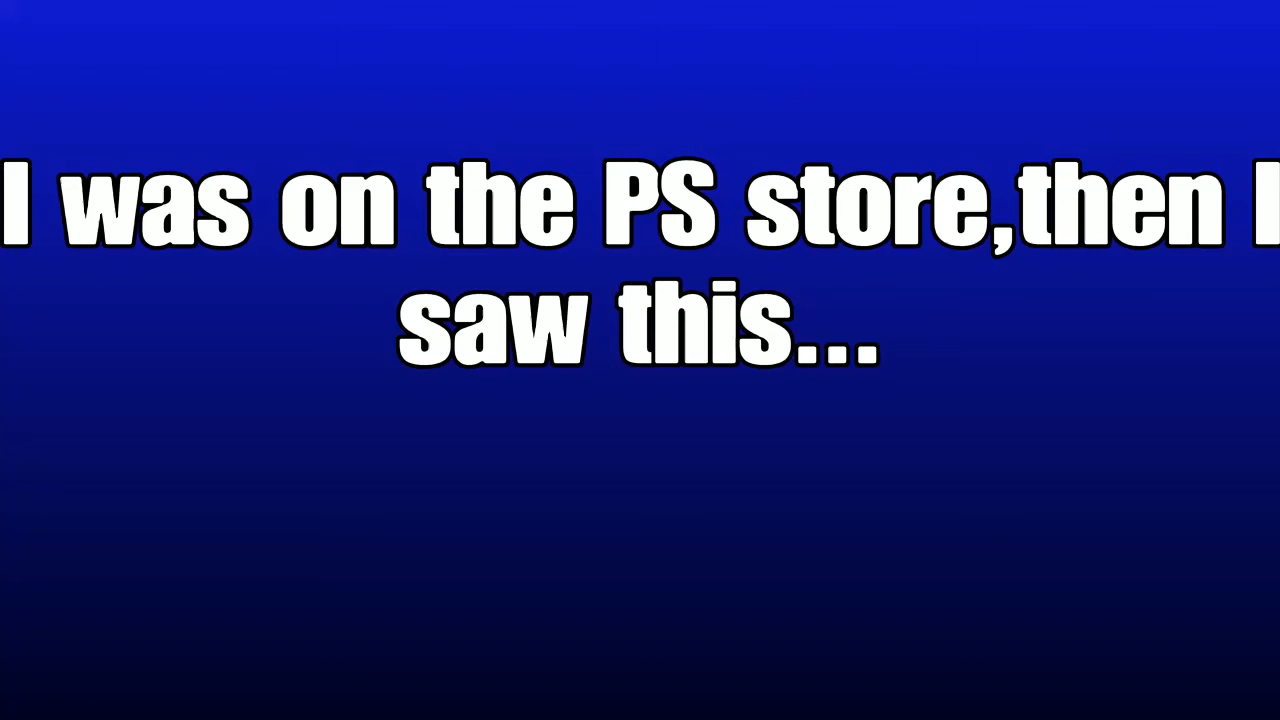 I was on the PS store,then I
saw this...